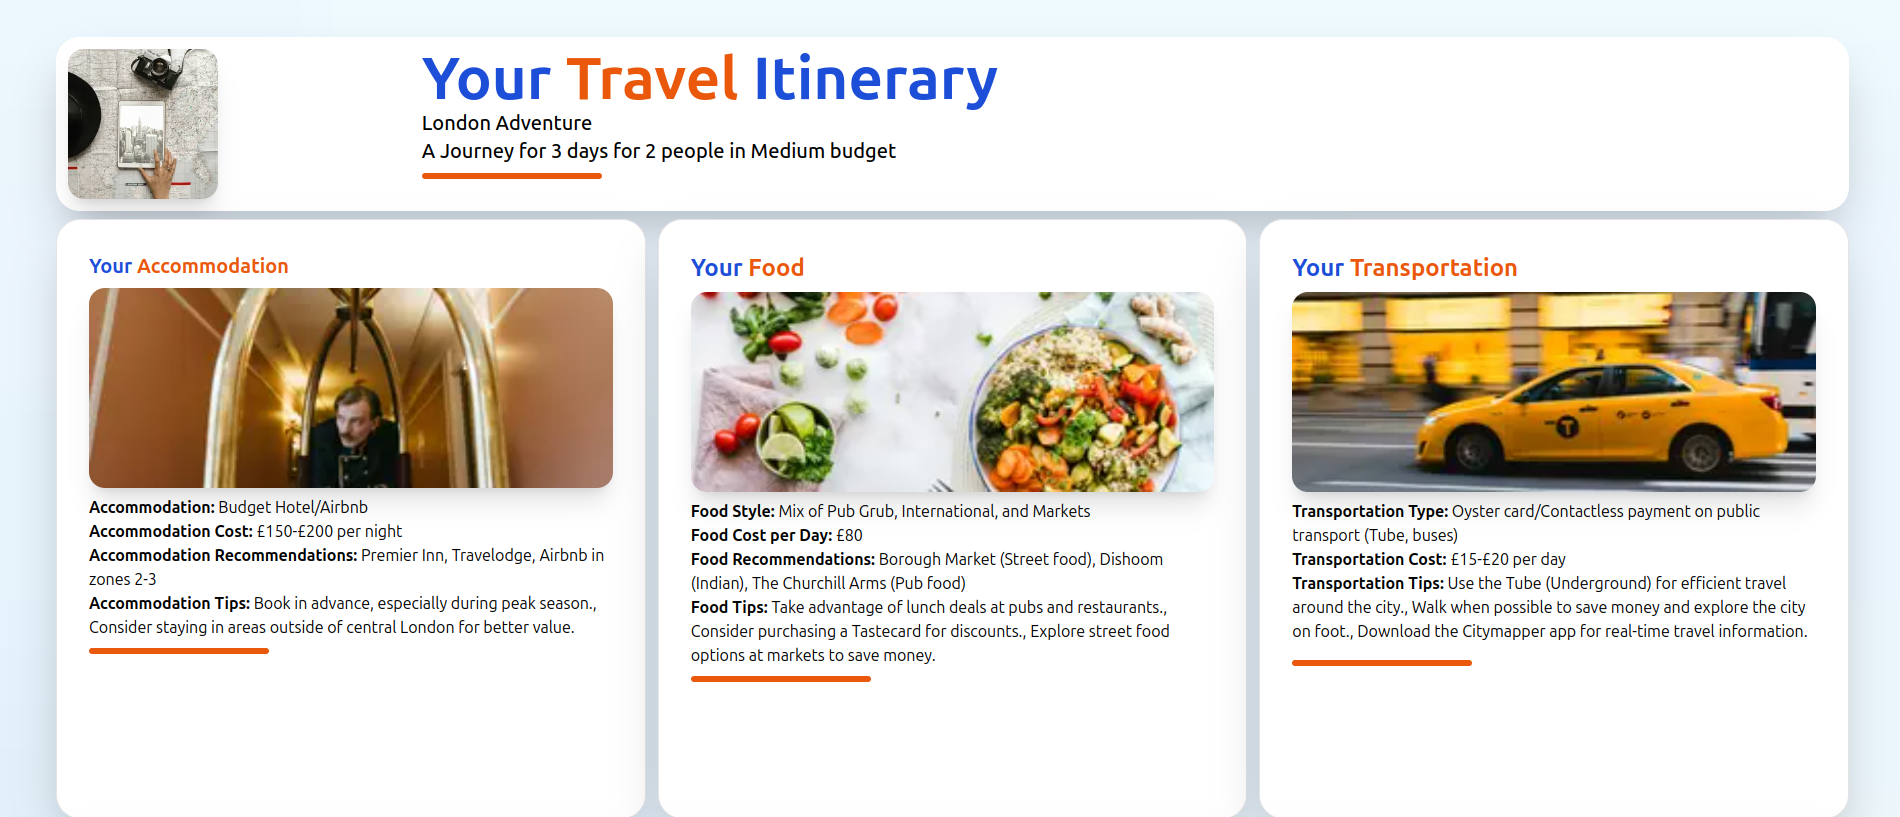 Your Travel Itinerary
London Adventure
A Journey for 3 days for 2 people in Medium budget
Your Accommodation
Accommodation: Budget Hotel/Airbnb
Accommodation Cost: £150-£200 per night
Accommodation Recommendations: Premier Inn, Travelodge, Airbnb in
zones 2-3
Accommodation Tips: Book in advance, especially during peak season.,
Consider staying in areas outside of central London for better value.
Your Food
Food Style: Mix of Pub Grub, International, and Markets
Food Cost per Day: £80
Food Recommendations: Borough Market (Street food), Dishoom
(Indian), The Churchill Arms (Pub food)
Food Tips: Take advantage of lunch deals at pubs and restaurants.,
Consider purchasing a Tastecard for discounts., Explore street food
options at markets to save money.
Your Transportation
T
Transportation Type: Oyster card/Contactless payment on public
transport (Tube, buses)
Transportation Cost: £15-£20 per day
Transportation Tips: Use the Tube (Underground) for efficient travel
around the city., Walk when possible to save money and explore the city
on foot., Download the Citymapper app for real-time travel information.